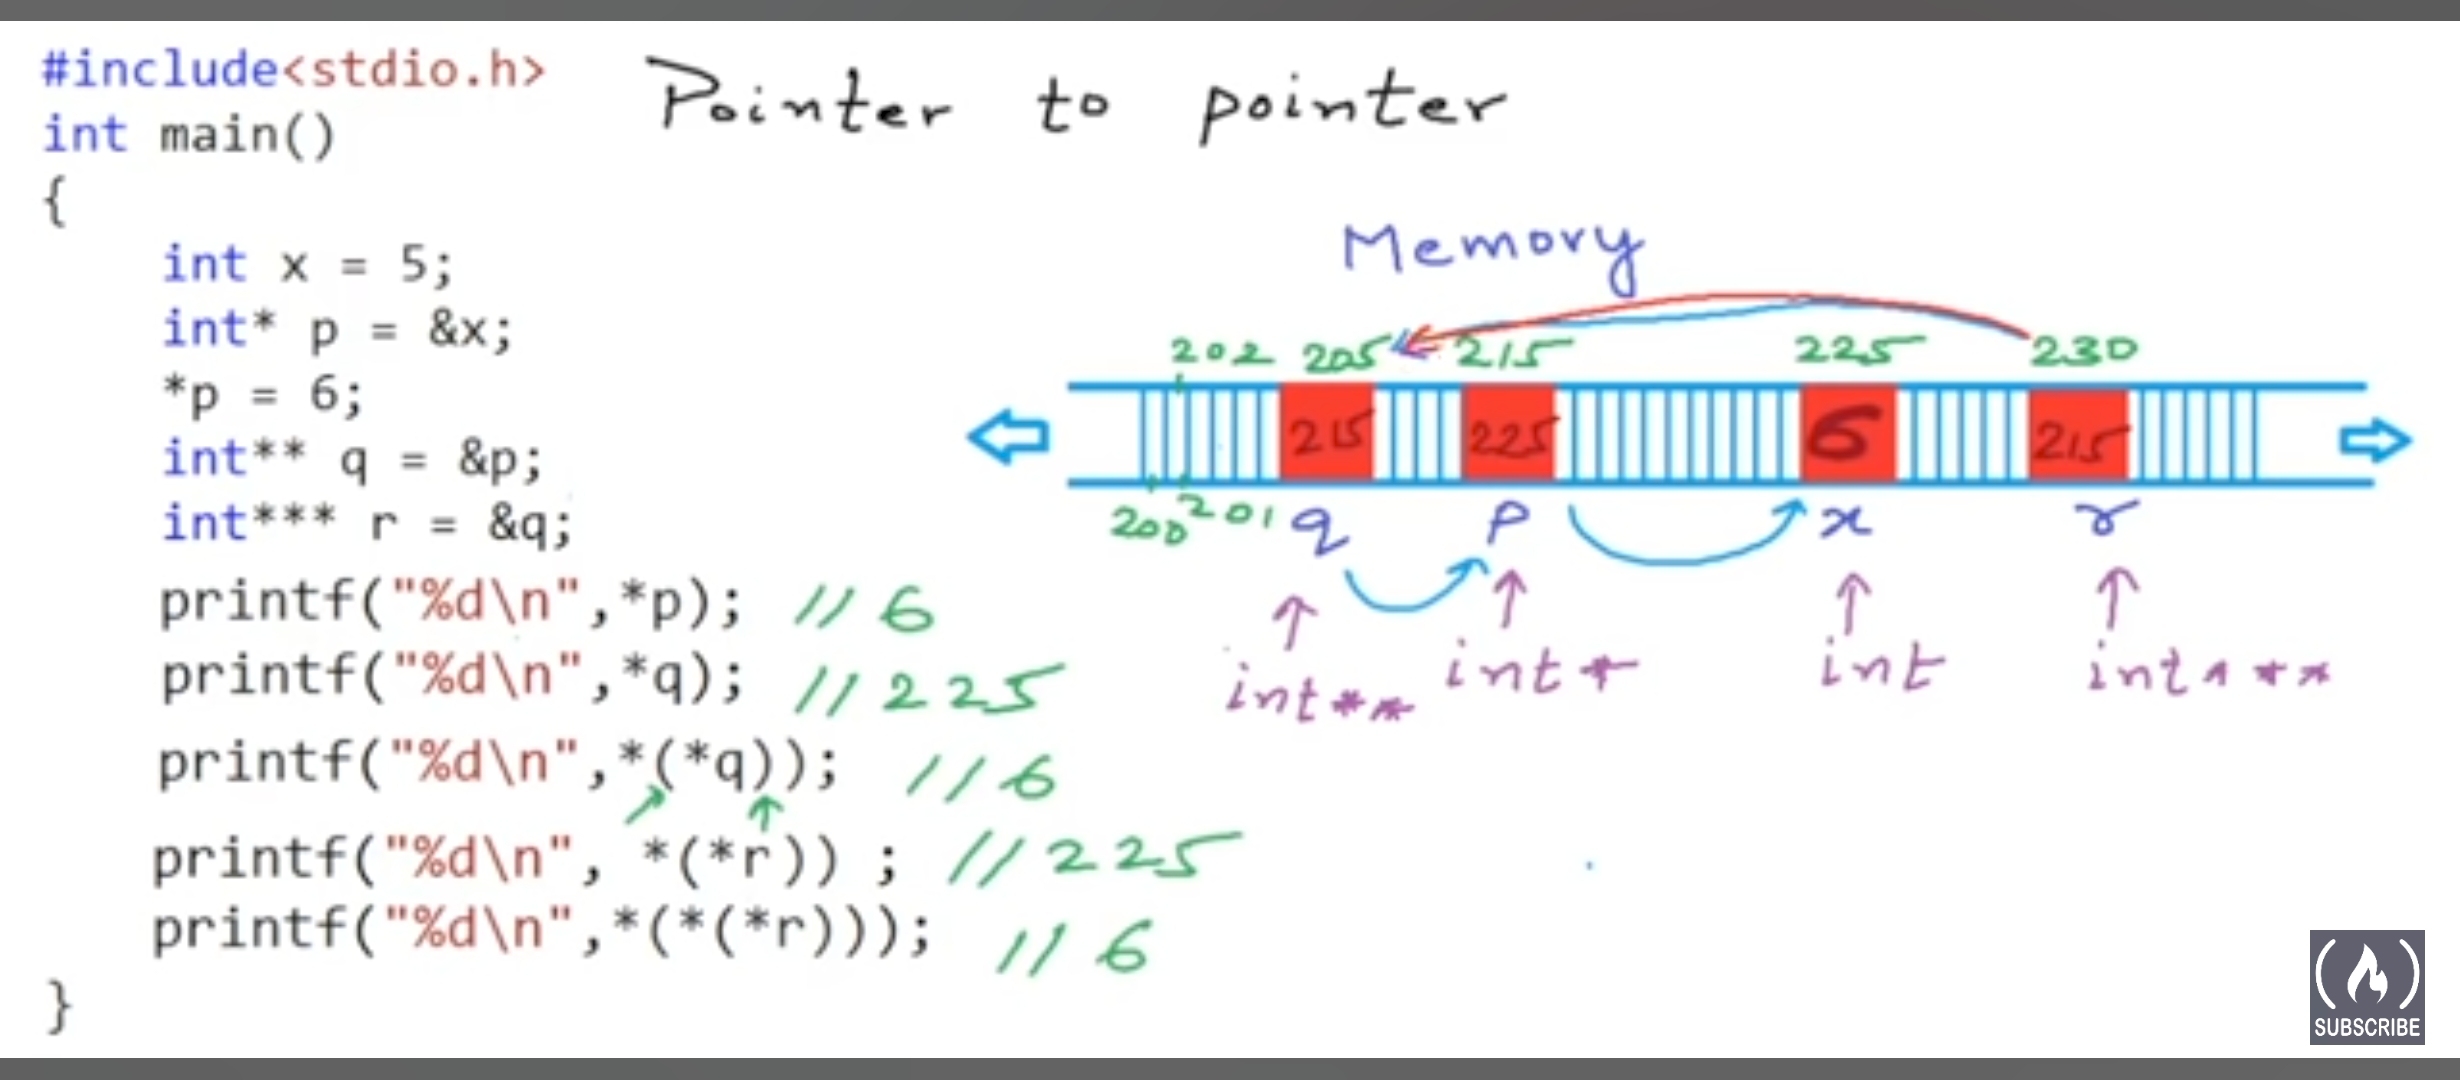 #include<stdio.h>
Pointer to pointer
int main()
{
int x = 5;
int* p = &x;
*p = 6;
int** q = &p;
int*** r = &q;
printf("%d\n",*p); // 6
printf("%d\n",*q); // 225
printf("%d\n",*(*q)); // 6
printf("%d\n", *(*r)) ; // 225
printf("%d\n",*(*(*r))); // 6
}
Memory
202 205 215 225 230
215 225 6 215
200 201 q p x r
int** int* int int***
SUBSCRIBE